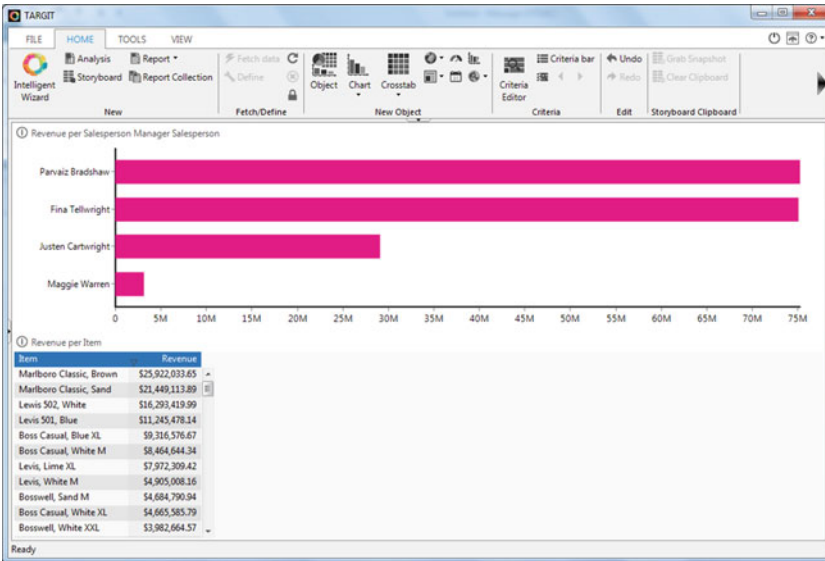 TARGIT
FILE HOME TOOLS VIEW
Intelligent Wizard
Analysis Report
Storyboard Report Collection
New
Fetch data
Define
Fetch/Define
Object Chart Crosstab
New Object
Criteria Editor
Criteria bar
Criteria
Undo
Redo
Edit
Grab Snapshot
Clear Clipboard
Storyboard Clipboard
Revenue per Salesperson Manager Salesperson
Parvaiz Bradshaw
Fina Tellwright
Justen Cartwright
Maggie Warren
0 5M 10M 15M 20M 25M 30M 35M 40M 45M 50M 55M 60M 65M 70M 75M
Revenue per Item
Item Revenue
Marlboro Classic, Brown $25,922,033.65
Marlboro Classic, Sand $21,449,113.89
Lewis 502, White $16,293,419.99
Levis 501, Blue $11,245,478.14
Boss Casual, Blue XL $9,316,576.67
Boss Casual, White M $8,464,644.34
Levis, Lime XL $7,972,309.42
Levis, White M $4,905,008.16
Bosswell, Sand M $4,684,790.94
Boss Casual, White XL $4,665,585.79
Bosswell, White XXL $3,982,664.57
Ready